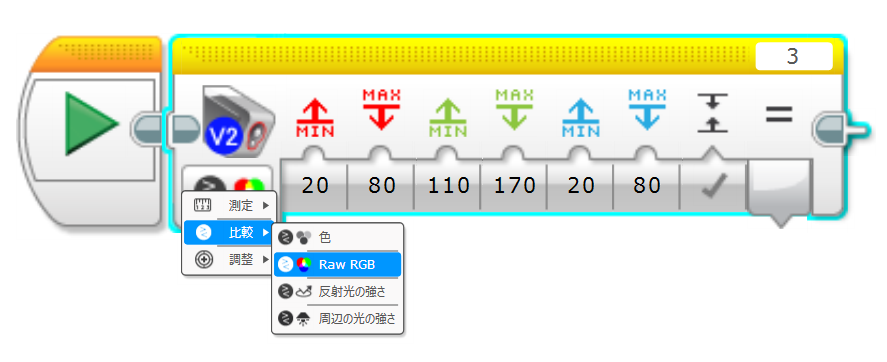 3
MAX MAX MAX
V2 MIN MIN MIN =
20 80 110 170 20 80
測定
比較
調整
色
Raw RGB
反射光の強さ
周辺の光の強さ